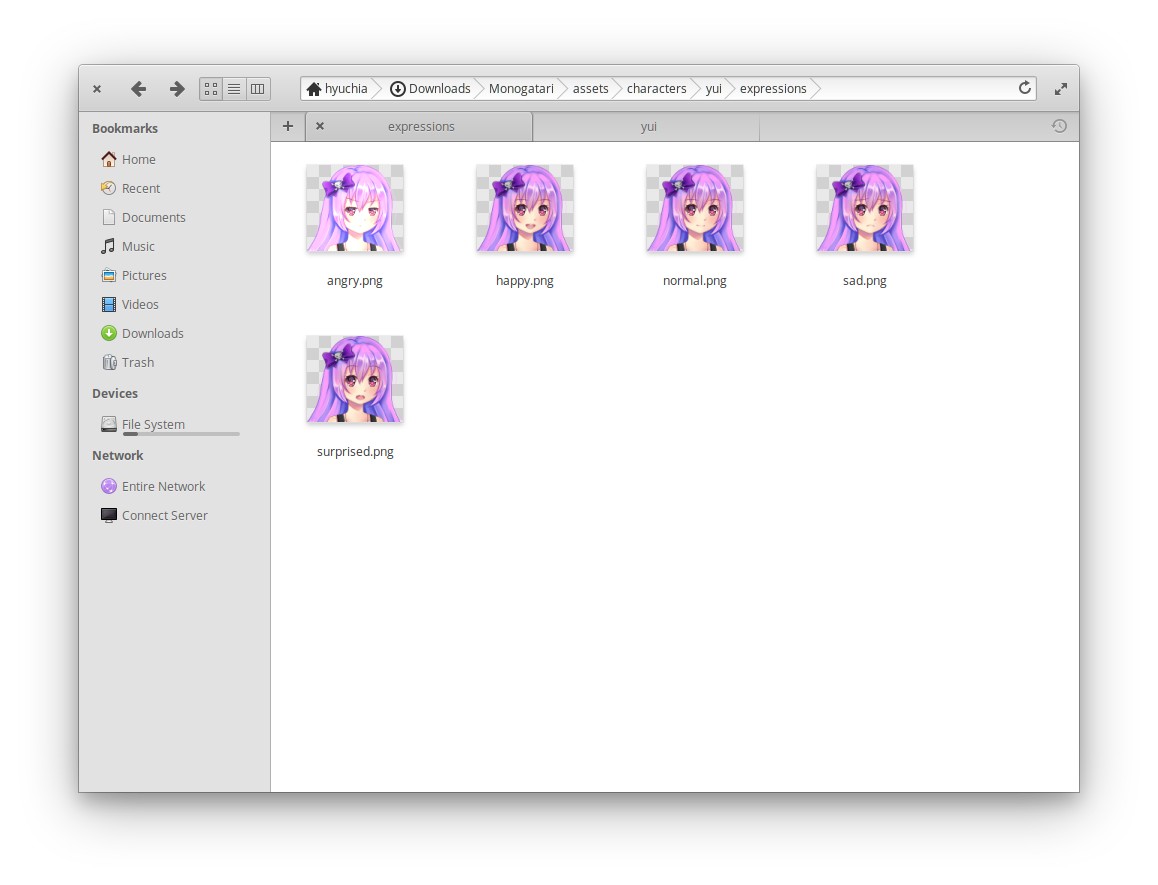 hyuchia Downloads Monogatari assets characters yui expressions
Bookmarks
Home
Recent
Documents
Music
Pictures
Videos
Downloads
Trash
Devices
File System
Network
Entire Network
Connect Server
expressions yui
angry.png happy.png normal.png sad.png
surprised.png